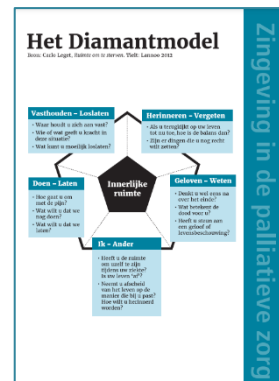 Het Diamantmodel
Bron: Carlo Leget, Ruimte om te sterven. Tielt: Lannoo 2012
Vasthouden – Loslaten
- Waar houdt u zich aan vast?
- Wie of wat geeft u kracht in
deze situatie?
- Wat kunt u moeilijk loslaten?
Herinneren – Vergeten
- Als u terugkijkt op uw leven
tot nu toe, hoe is de balans dan?
- Zijn er dingen die u nog recht
wilt zetten?
Doen – Laten
- Hoe gaat u om
met de pijn?
- Wat wilt u dat we
nog doen?
- Wat wilt u dat we
laten?
Innerlijke
ruimte
Geloven – Weten
- Denkt u wel eens na
over het einde?
- Wat betekent de
dood voor u?
- Heeft u steun aan
een geloof of
levensbeschouwing?
Ik – Ander
- Heeft u de ruimte
om uzelf te zijn
tijdens uw ziekte?
In uw leven 'af'?
- Neemt u afscheid
van het leven op de
manier die bij u past?
Hoe wilt u herinnerd
worden?
Zingeving in de palliatieve zorg